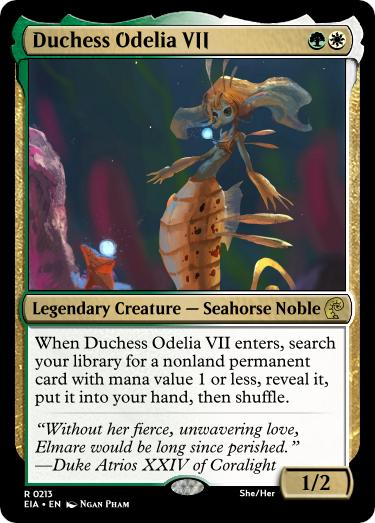 Duchess Odelia VII
Legendary Creature — Seahorse Noble
When Duchess Odelia VII enters, search
your library for a nonland permanent
card with mana value 1 or less, reveal it,
put it into your hand, then shuffle.
“Without her fierce, unwavering love,
Elmare would be long since perished.”
—Duke Atrios XXIV of Coralight
1/2
R 0213
She/Her
EIA • EN Ngan Pham